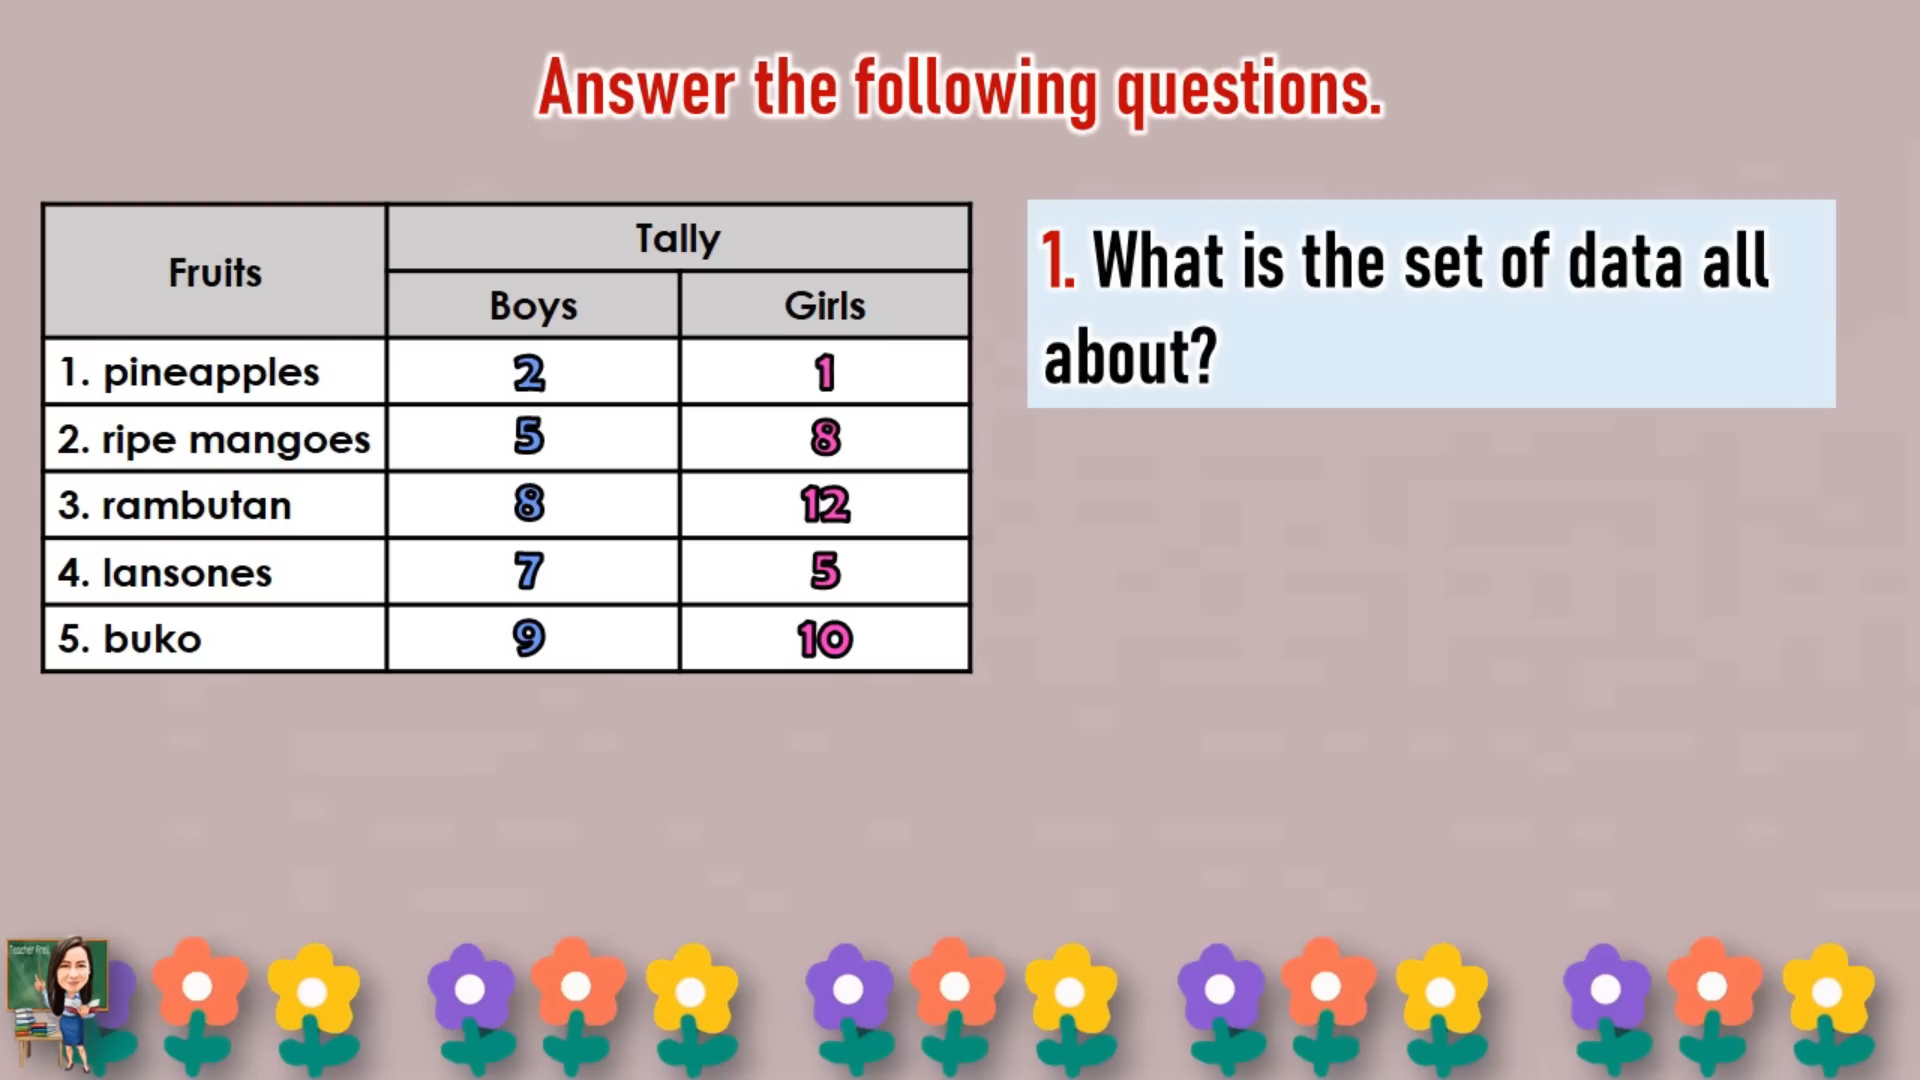 Answer the following questions.
Fruits
Tally
Boys
Girls
1. pineapples 2 1
2. ripe mangoes 5 8
3. rambutan 8 12
4. lansones 7 5
5. buko 9 10
1. What is the set of data all
about?